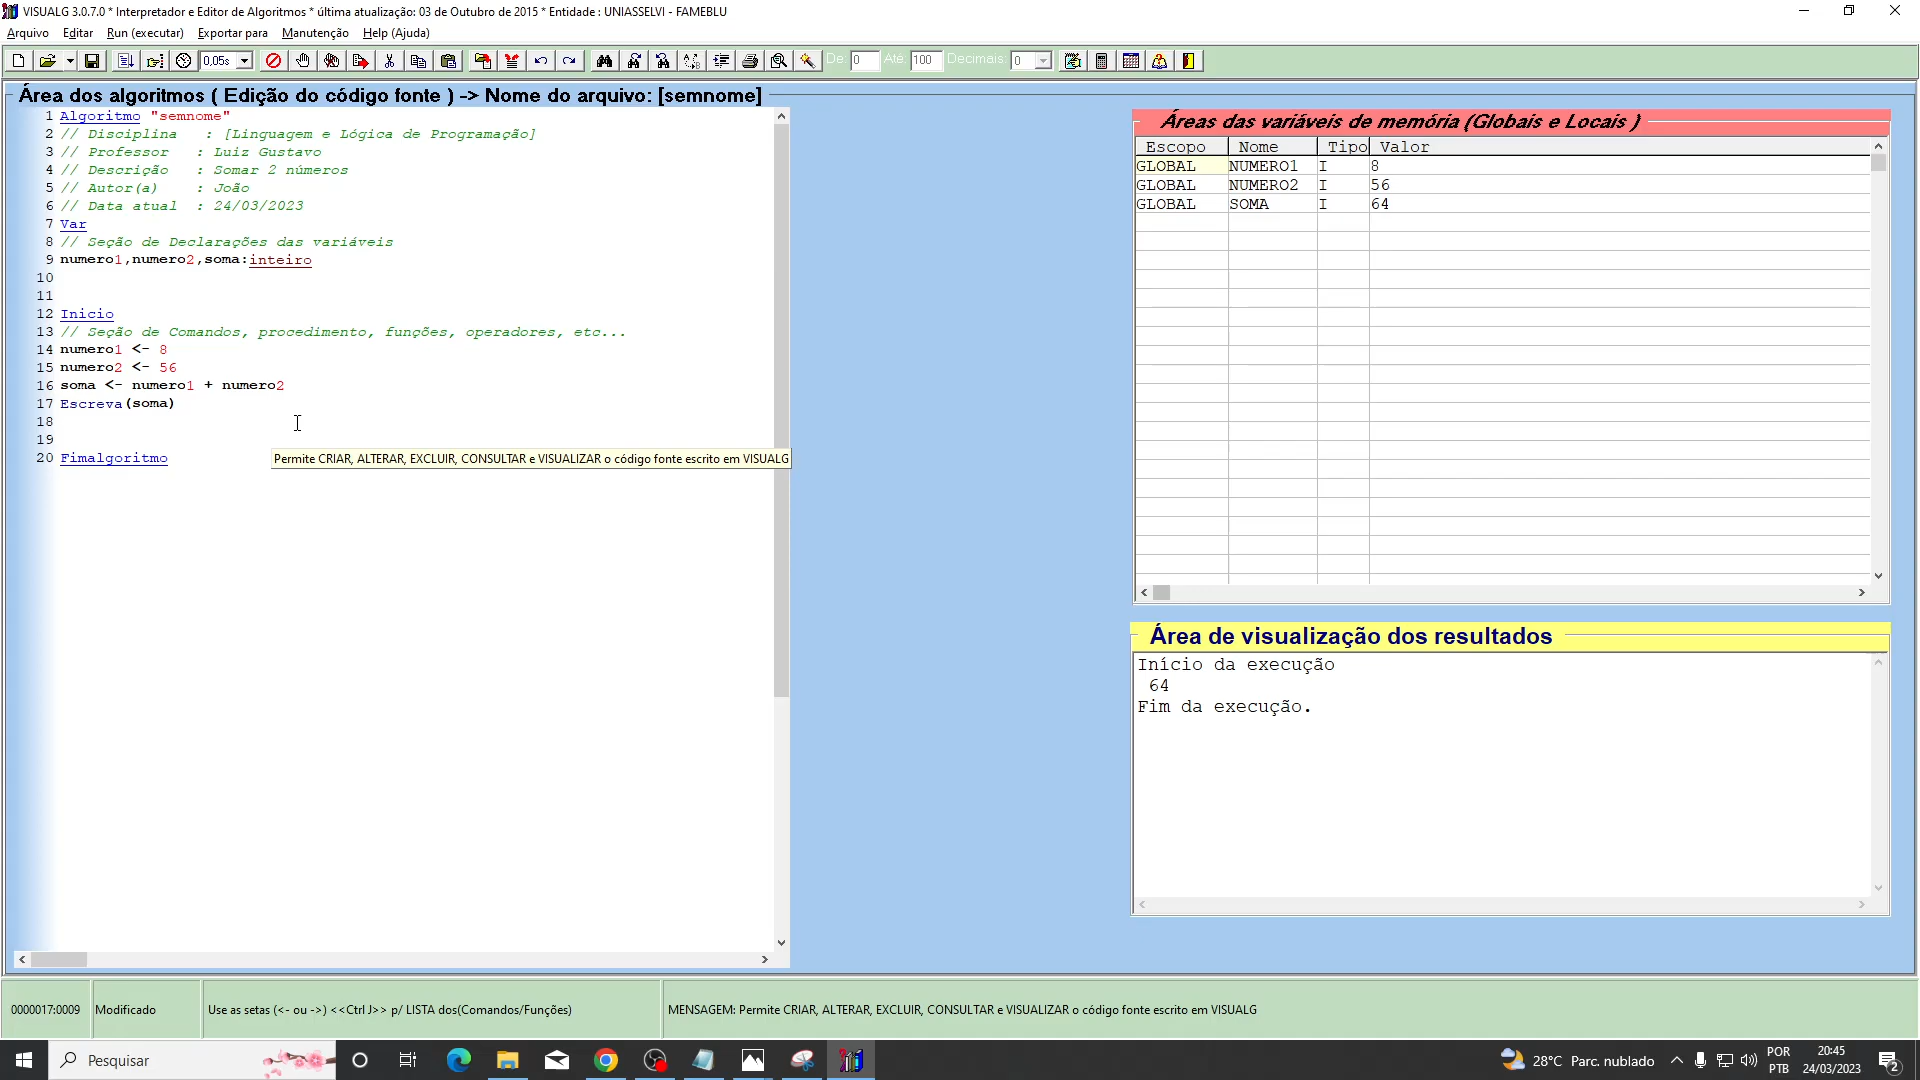 VISUALG 3.0.7.0 * Interpretador e Editor de Algoritmos * última atualização: 03 de Outubro de 2015 * Entidade : UNIASSELVI - FAMEBLU
Arquivo Editar Run (executar) Exportar para Manutenção Help (Ajuda)
0,05s De: 0 Até: 100 Decimais: 0
Área dos algoritmos ( Edição do código fonte ) -> Nome do arquivo: [semnome]
1 Algoritmo "semnome"
2 // Disciplina : [Linguagem e Lógica de Programação]
3 // Professor : Luiz Gustavo
4 // Descrição : Somar 2 números
5 // Autor(a) : João
6 // Data atual : 24/03/2023
7 Var
8 // Seção de Declarações das variáveis
9 numero1,numero2,soma:inteiro
10
11
12 Inicio
13 // Seção de Comandos, procedimento, funções, operadores, etc...
14 numero1 <- 8
15 numero2 <- 56
16 soma <- numero1 + numero2
17 Escreva(soma)
18
19
20 Fimalgoritmo
Permite CRIAR, ALTERAR, EXCLUIR, CONSULTAR e VISUALIZAR o código fonte escrito em VISUALG
Áreas das variáveis de memória (Globais e Locais )
Escopo Nome Tipo Valor
GLOBAL NUMERO1 I 8
GLOBAL NUMERO2 I 56
GLOBAL SOMA I 64
Área de visualização dos resultados
Início da execução
64
Fim da execução.
0000017:0009 Modificado Use as setas (<- ou ->) <<Ctrl J>> p/ LISTA dos(Comandos/Funções) MENSAGEM: Permite CRIAR, ALTERAR, EXCLUIR, CONSULTAR e VISUALIZAR o código fonte escrito em VISUALG
Pesquisar
28°C Parc. nublado
POR
PTB
20:45
24/03/2023
2